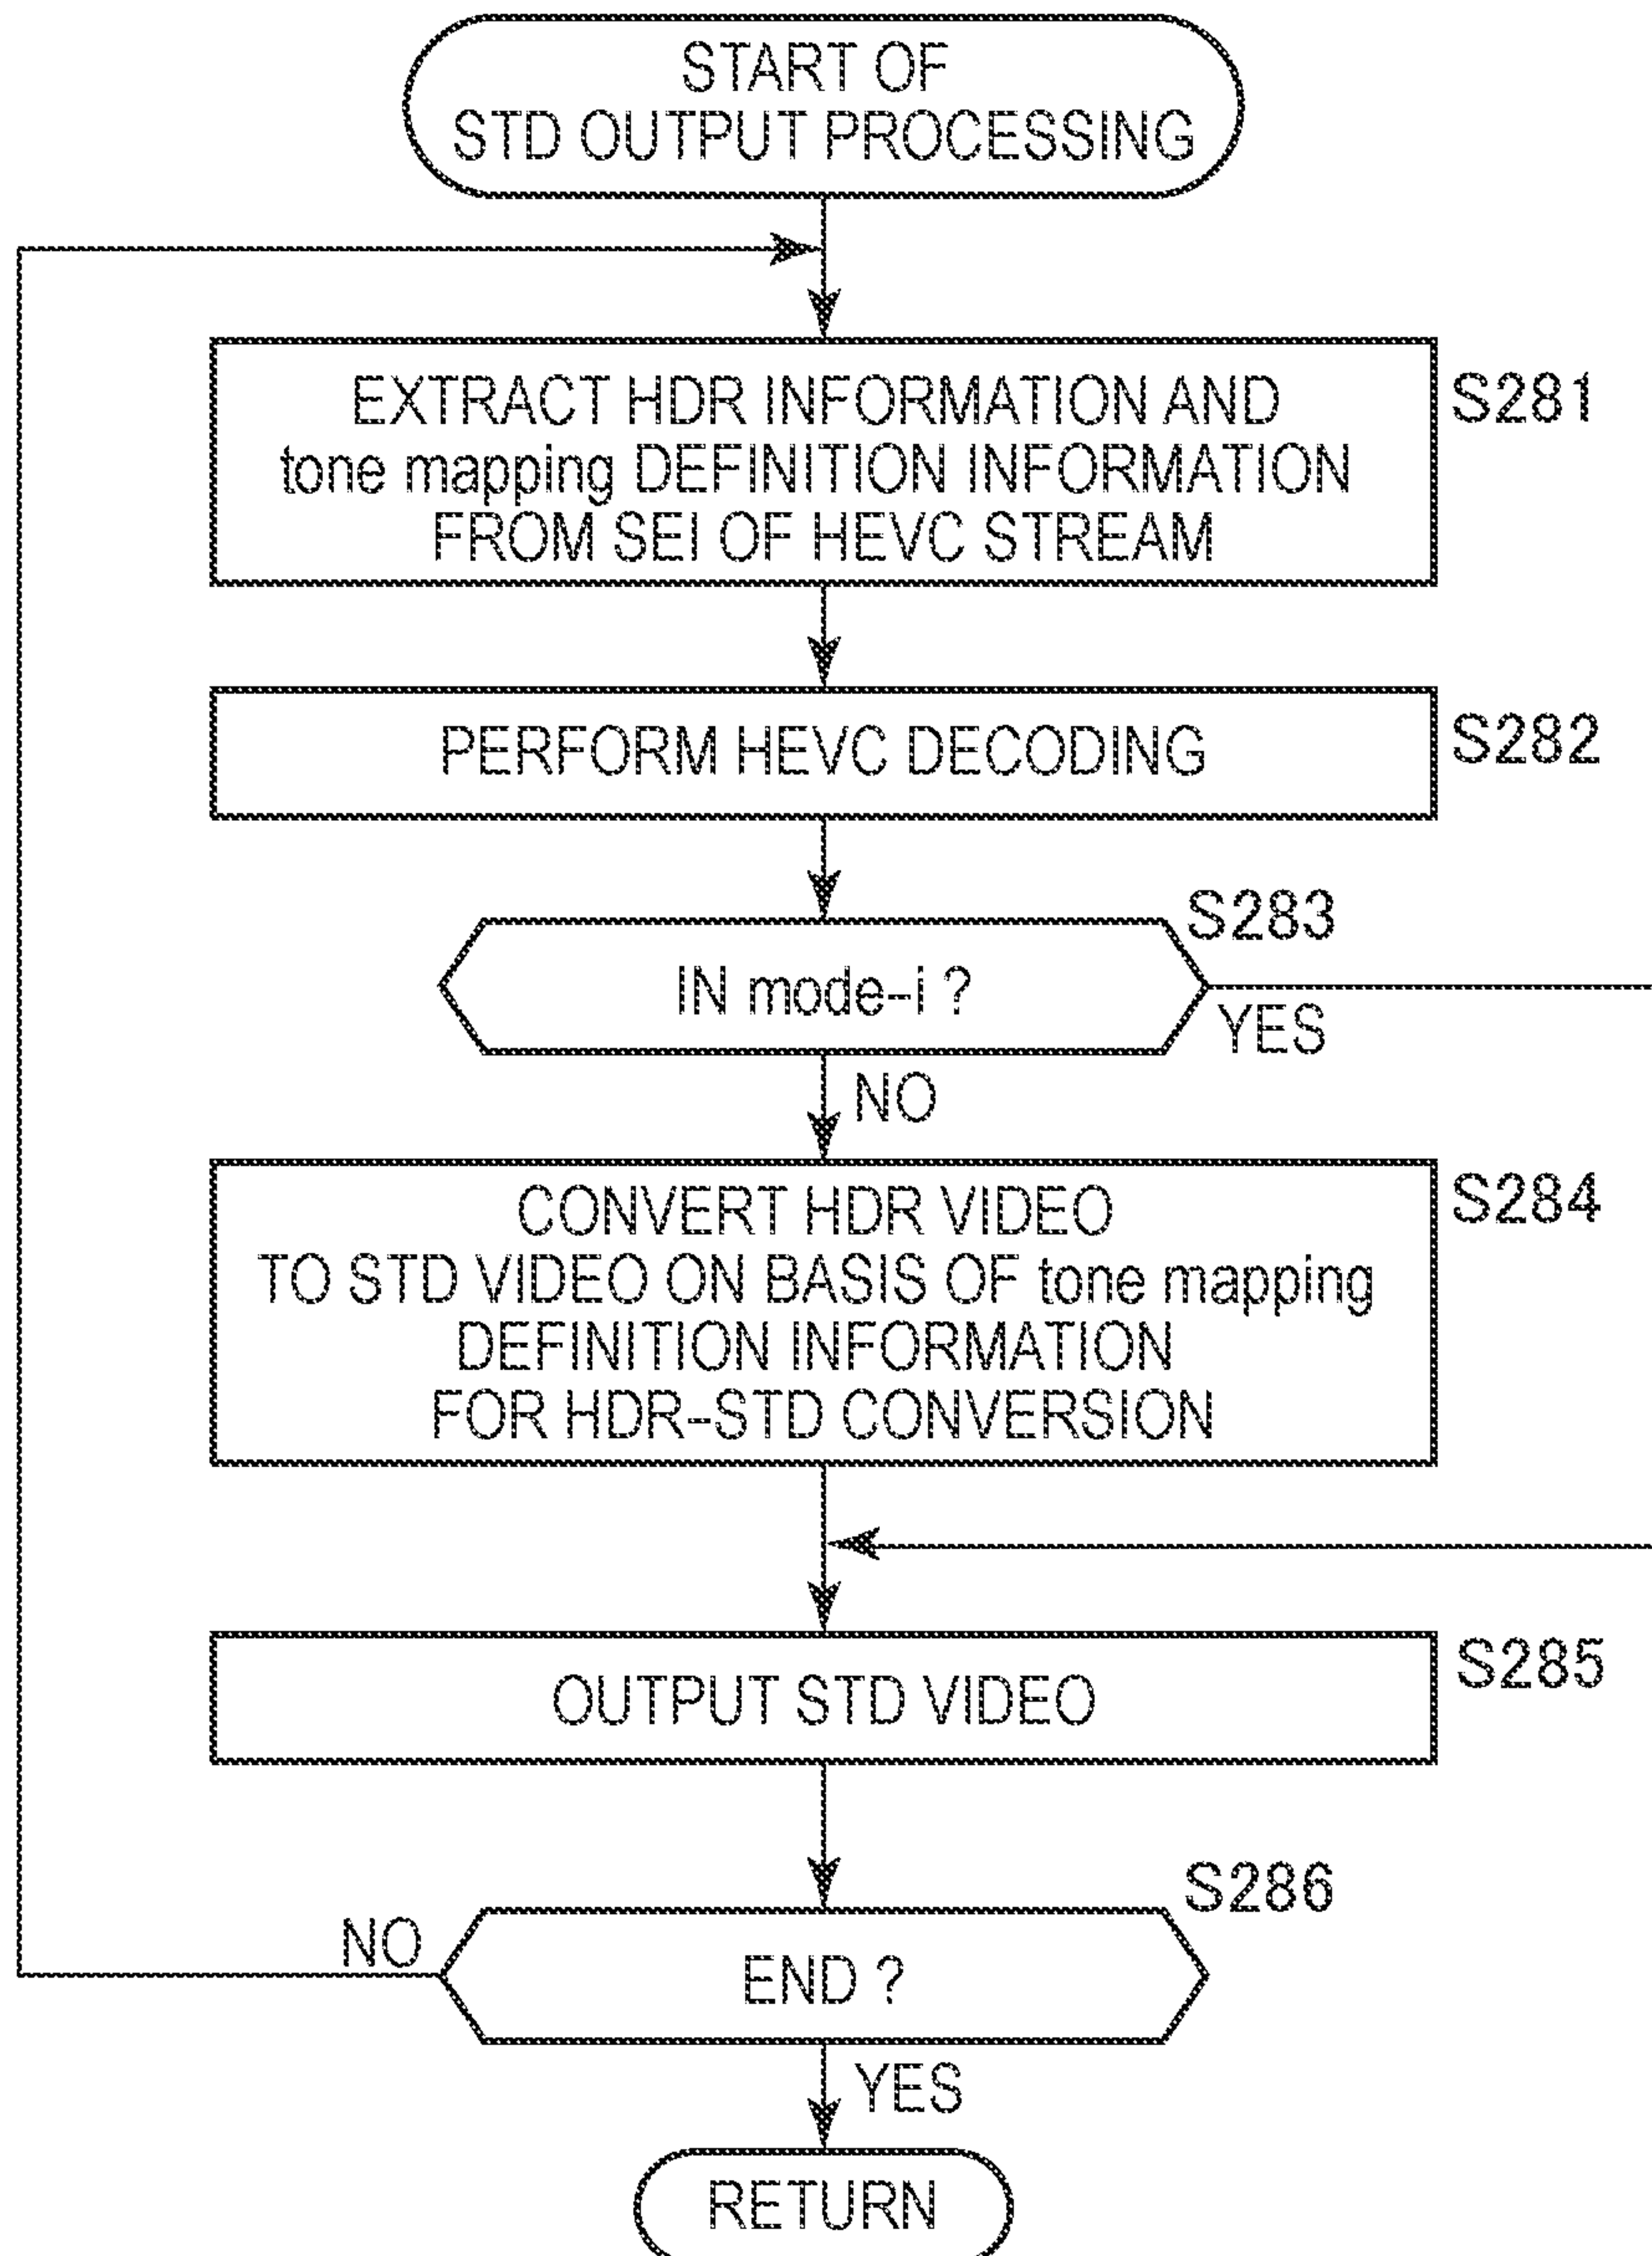 START OF
STD OUTPUT PROCESSING
EXTRACT HDR INFORMATION AND
tone mapping DEFINITION INFORMATION
FROM SEI OF HEVC STREAM
S281
PERFORM HEVC DECODING
S282
S283
IN mode-i ?
YES
NO
CONVERT HDR VIDEO
TO STD VIDEO ON BASIS OF tone mapping
DEFINITION INFORMATION
FOR HDR-STD CONVERSION
S284
OUTPUT STD VIDEO
S285
S286
NO
END ?
YES
RETURN